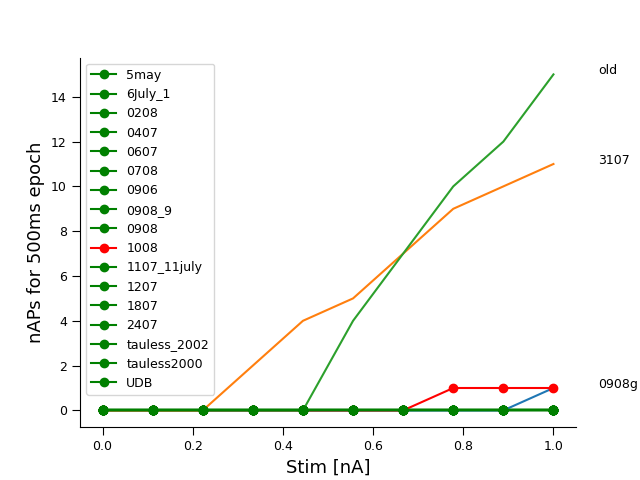 old
3107
0908g
5may
6July_1
0208
0407
0607
0708
0906
0908_9
0908
1008
1107_11july
1207
1807
2407
tauless_2002
tauless2000
UDB
nAPs for 500ms epoch
14
12
10
8
6
4
2
0
0.0 0.2 0.4 0.6 0.8 1.0
Stim [nA]